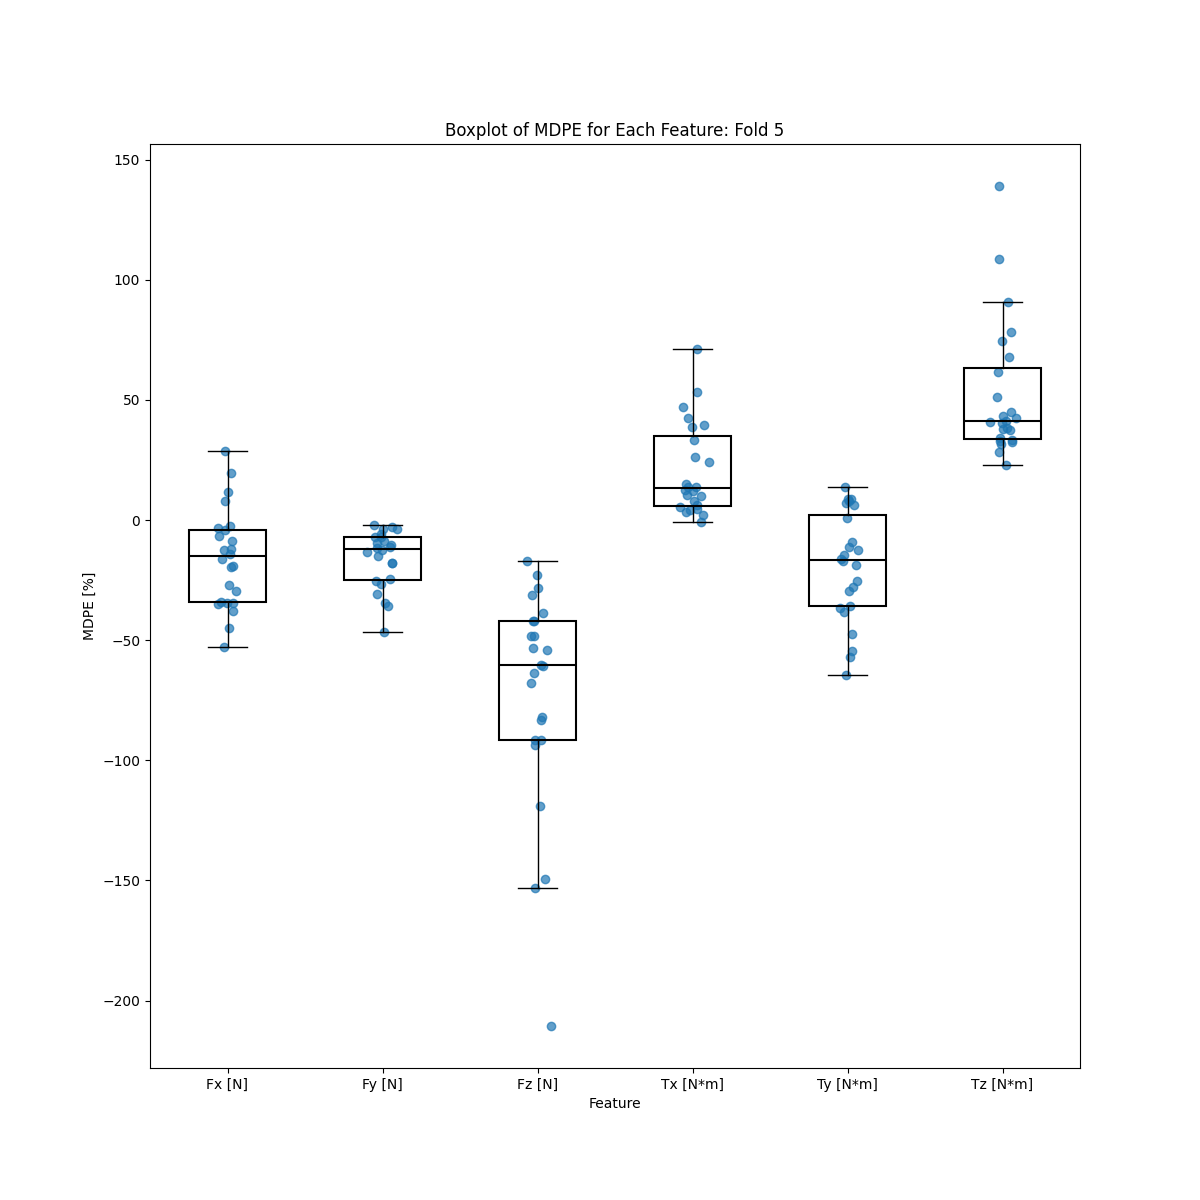 Boxplot of MDPE for Each Feature: Fold 5
150
100
50
0
−50
−100
−150
−200
MDPE [%]
Fx [N] Fy [N] Fz [N] Tx [N*m] Ty [N*m] Tz [N*m]
Feature